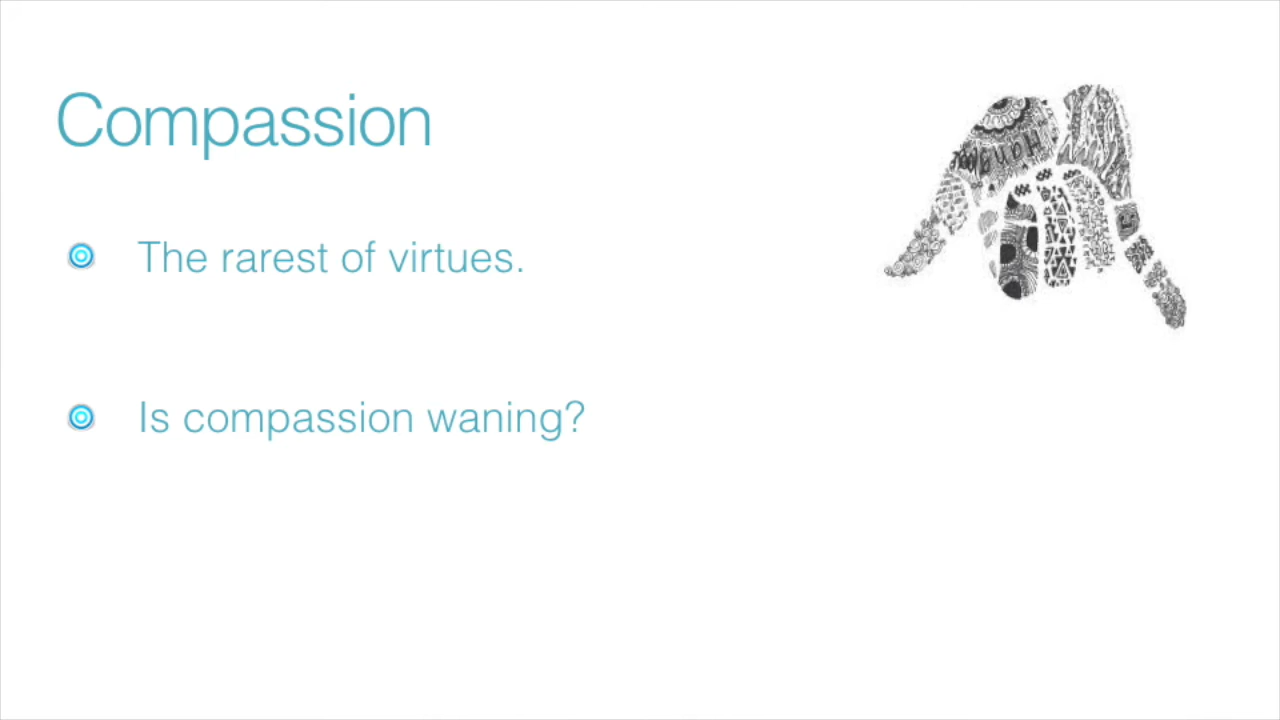 Compassion
The rarest of virtues.
Is compassion waning?